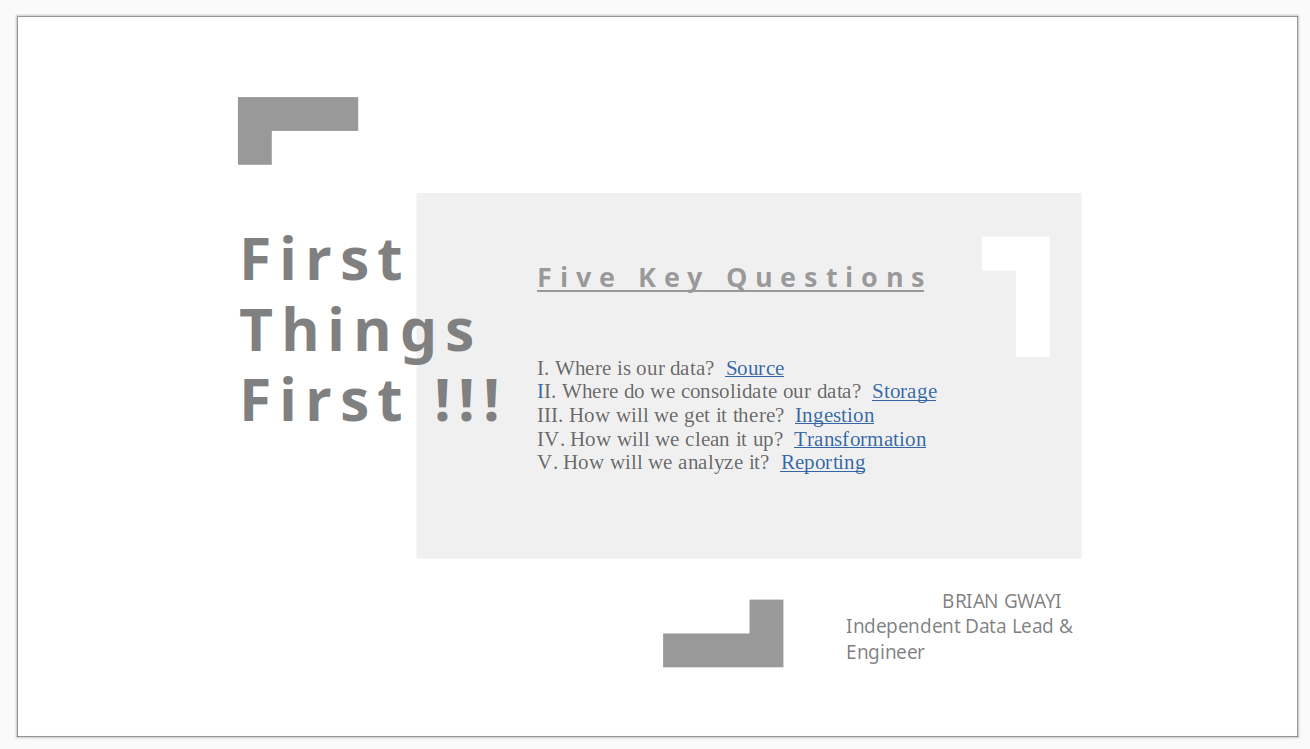 First
Things
First !!!
Five Key Questions
I. Where is our data? Source
II. Where do we consolidate our data? Storage
III. How will we get it there? Ingestion
IV. How will we clean it up? Transformation
V. How will we analyze it? Reporting
BRIAN GWAYI
Independent Data Lead &
Engineer